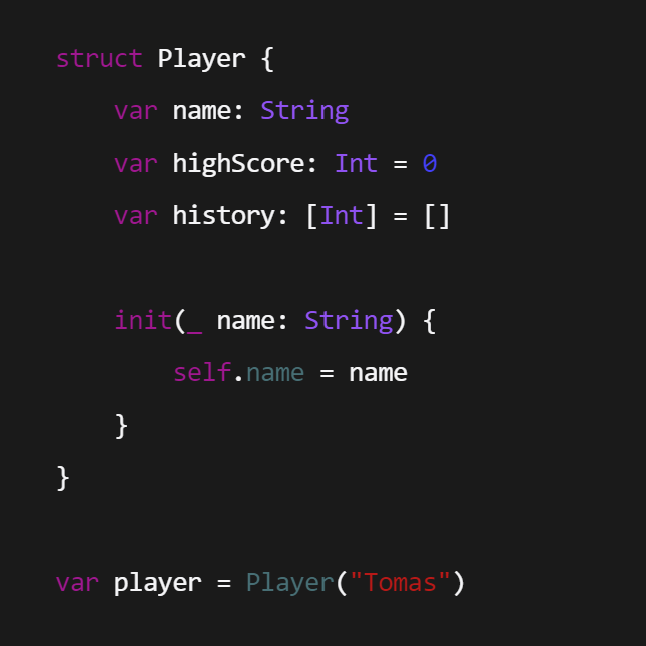 struct Player {
    var name: String
    var highScore: Int = 0
    var history: [Int] = []
    init(_ name: String) {
        self.name = name
    }
}
var player = Player("Tomas")